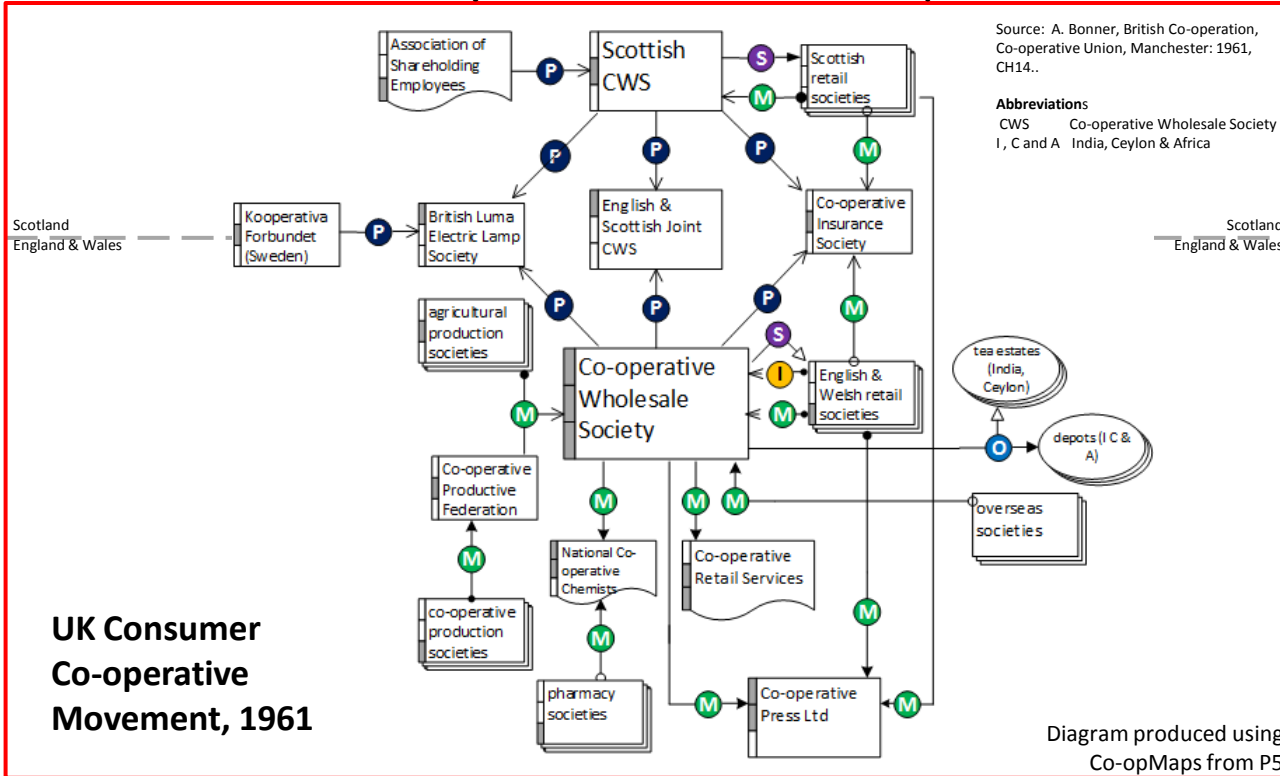 Source: A. Bonner, British Co-operation,
Co-operative Union, Manchester: 1961,
CH14..
Abbreviations
CWS Co-operative Wholesale Society
I , C and A India, Ceylon & Africa
Association of
Shareholding
Employees
P
Scottish
CWS
S
M
Scottish
retail
societies
P
P
P
M
Scotland
England & Wales
Kooperativa
Forbundet
(Sweden)
P
British Luma
Electric Lamp
Society
English &
Scottish Joint
CWS
Co-operative
Insurance
Society
Scotland
England & Wales
P
P
P
M
agricultural
production
societies
S
I
M
Co-operative
Wholesale
Society
English &
Welsh retail
societies
tea estates
(India,
Ceylon)
M
O
depots (I C &
A)
Co-operative
Productive
Federation
M
M
M
overseas
societies
M
National Co-
operative
Chemists
Co-operative
Retail Services
co-operative
production
societies
M
M
pharmacy
societies
M
Co-operative
Press Ltd
M
UK Consumer
Co-operative
Movement, 1961
Diagram produced using
Co-opMaps from P5